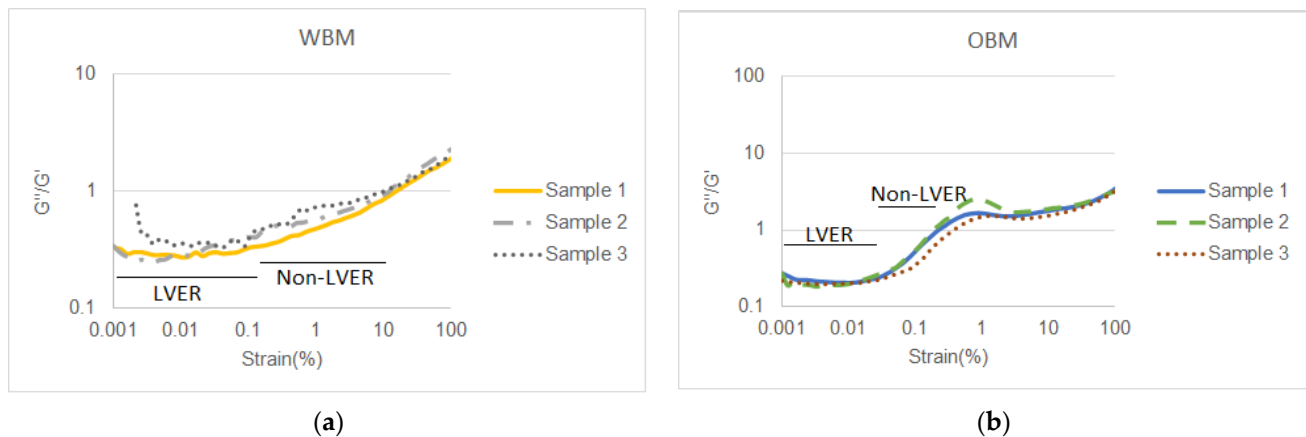 WBM
10
1
0.1
G''/G'
LVER
Non-LVER
0.001 0.01 0.1 1 10 100
Strain(%)
Sample 1
Sample 2
Sample 3
(a)
OBM
100
10
1
0.1
G''/G'
LVER
Non-LVER
0.001 0.01 0.1 1 10 100
Strain(%)
Sample 1
Sample 2
Sample 3
(b)